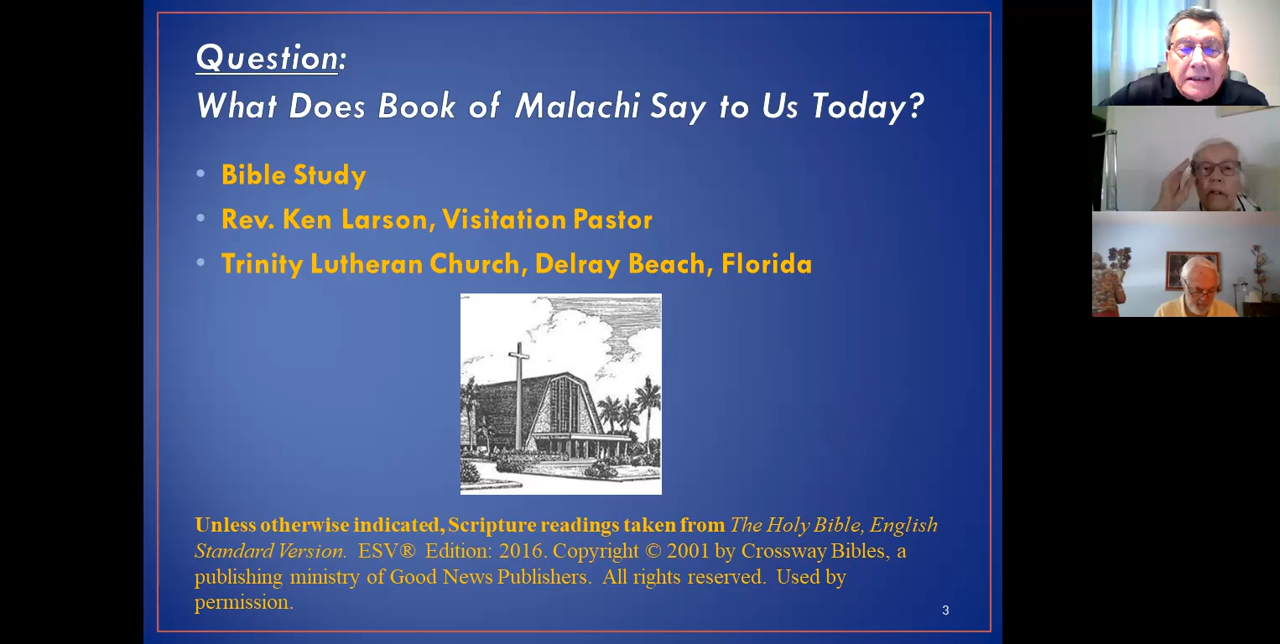 Question:
What Does Book of Malachi Say to Us Today?
• Bible Study
• Rev. Ken Larson, Visitation Pastor
• Trinity Lutheran Church, Delray Beach, Florida
Unless otherwise indicated, Scripture readings taken from The Holy Bible, English
Standard Version. ESV® Edition: 2016. Copyright © 2001 by Crossway Bibles, a
publishing ministry of Good News Publishers. All rights reserved. Used by
permission.
3